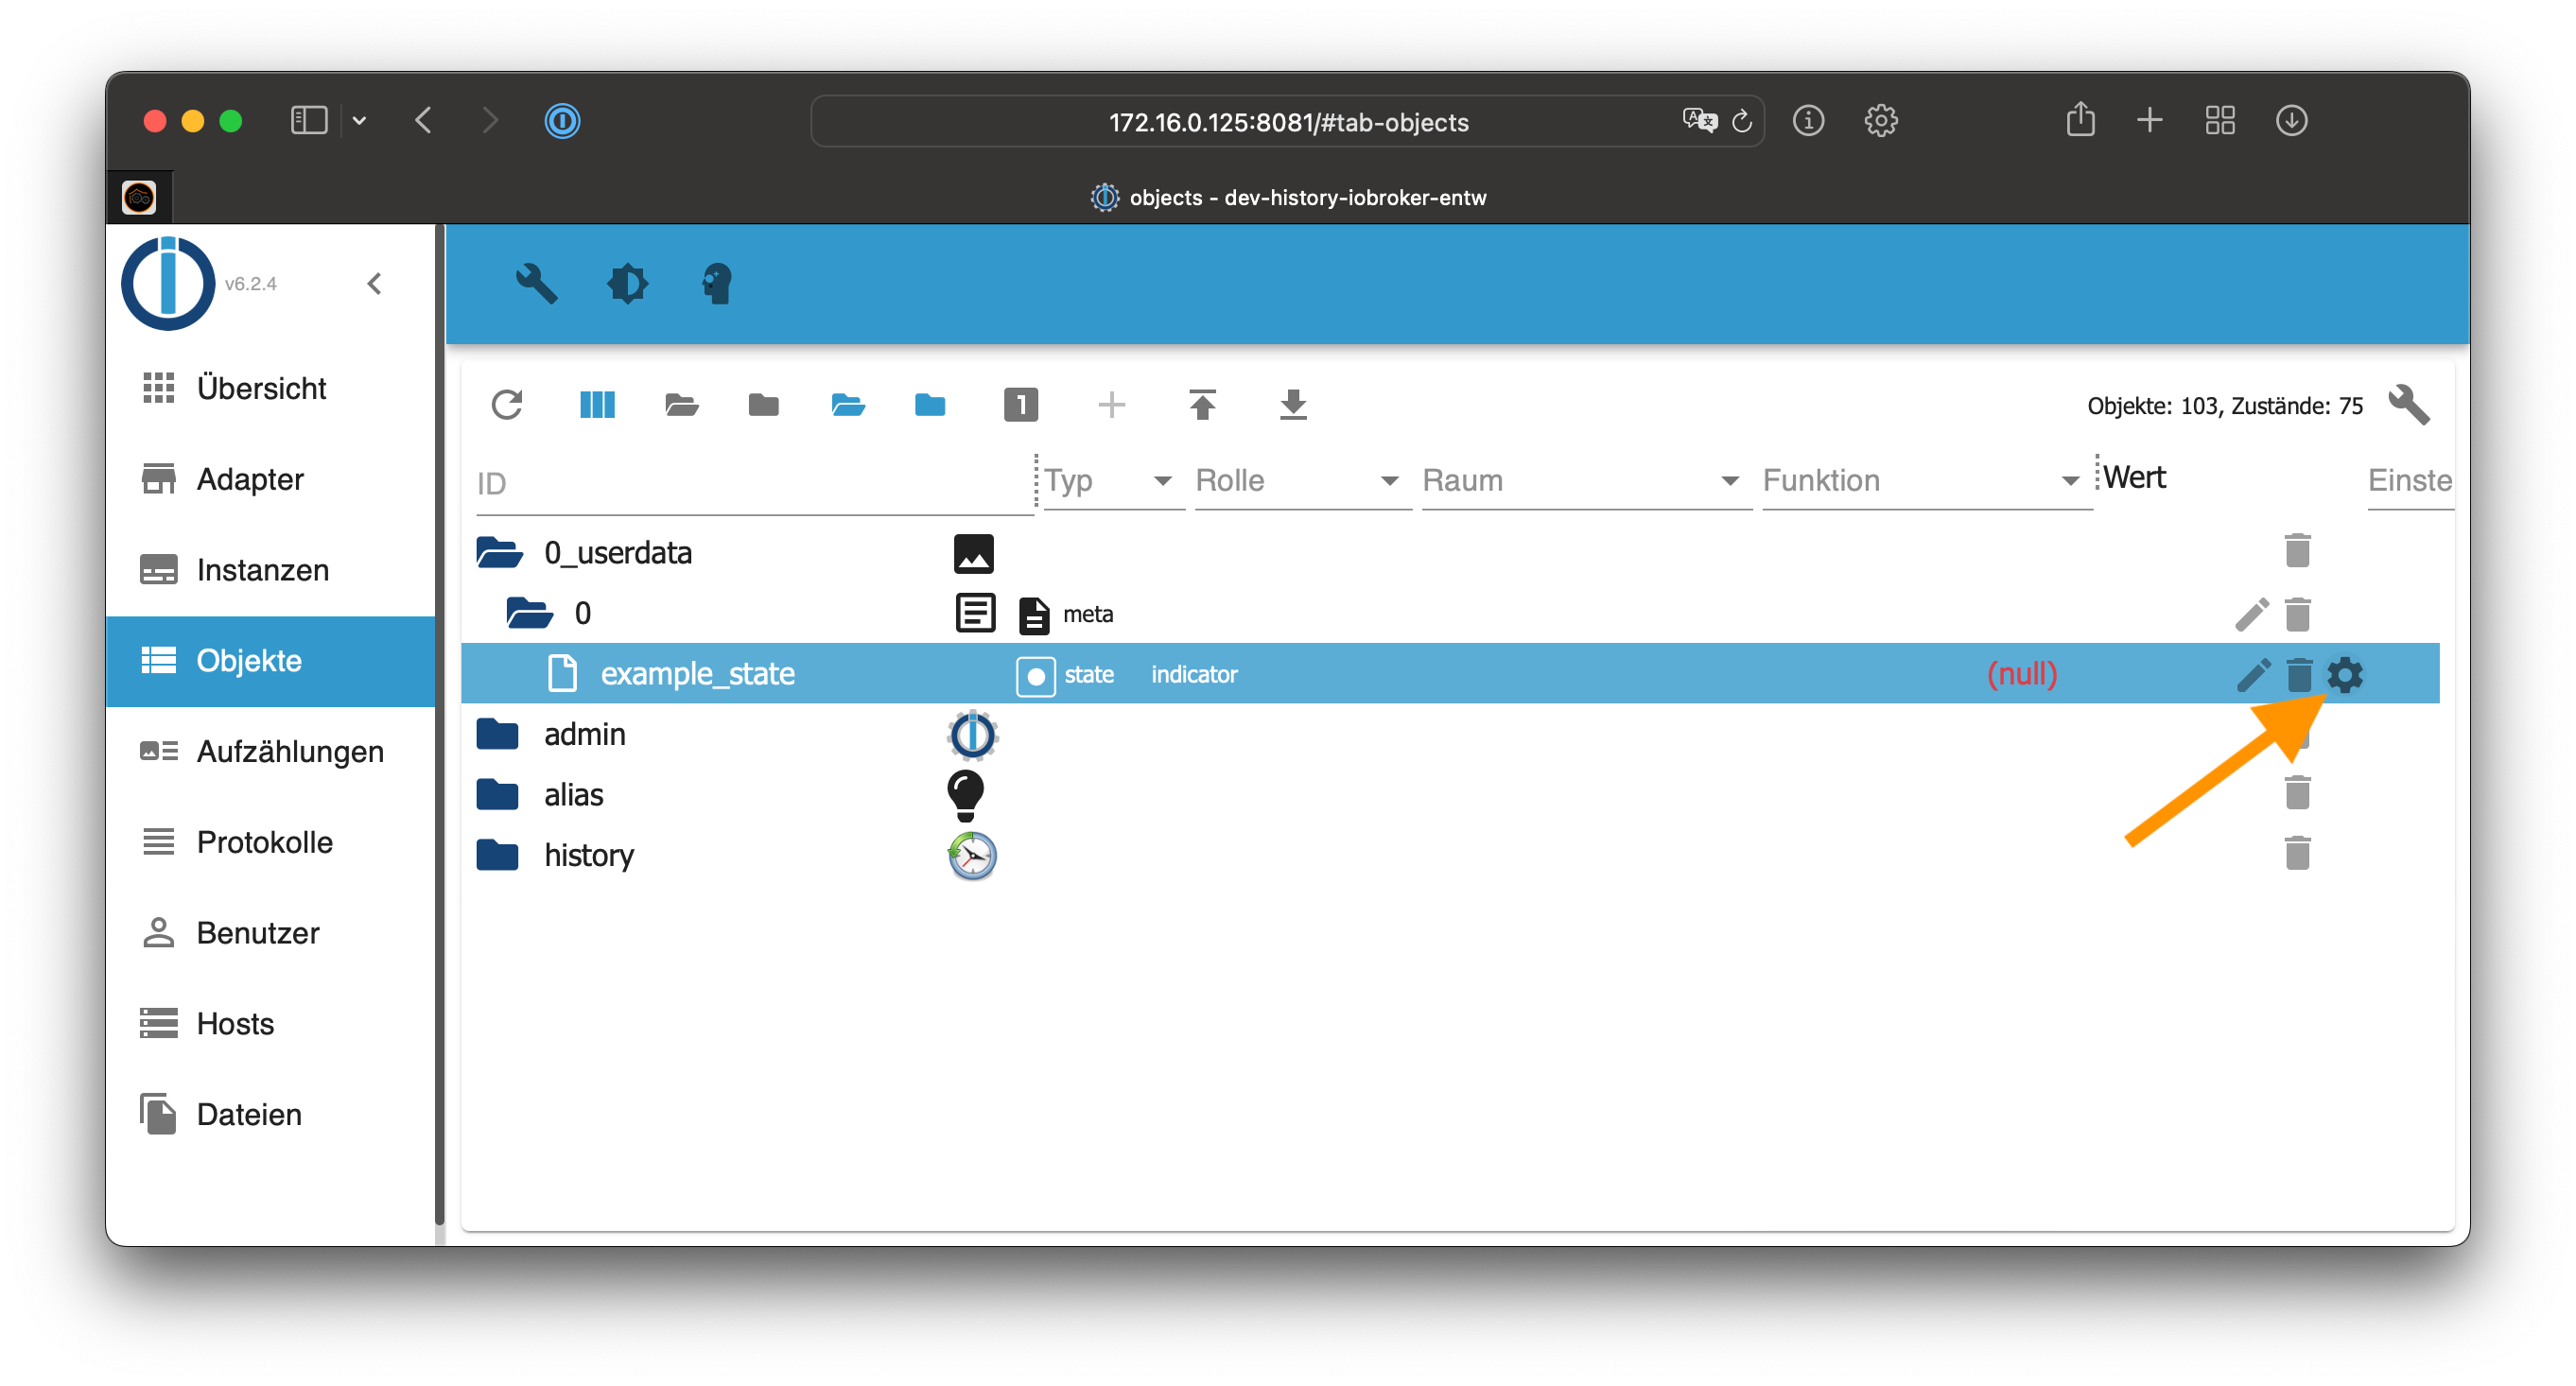 172.16.0.125:8081/#tab-objects
objects - dev-history-iobroker-entw
v6.2.4
Übersicht
Adapter
Instanzen
Objekte
Aufzählungen
Protokolle
Benutzer
Hosts
Dateien
1
Objekte: 103, Zustände: 75
ID Typ Rolle Raum Funktion Wert Einste
0_userdata
0 meta
example_state state indicator (null)
admin
alias
history